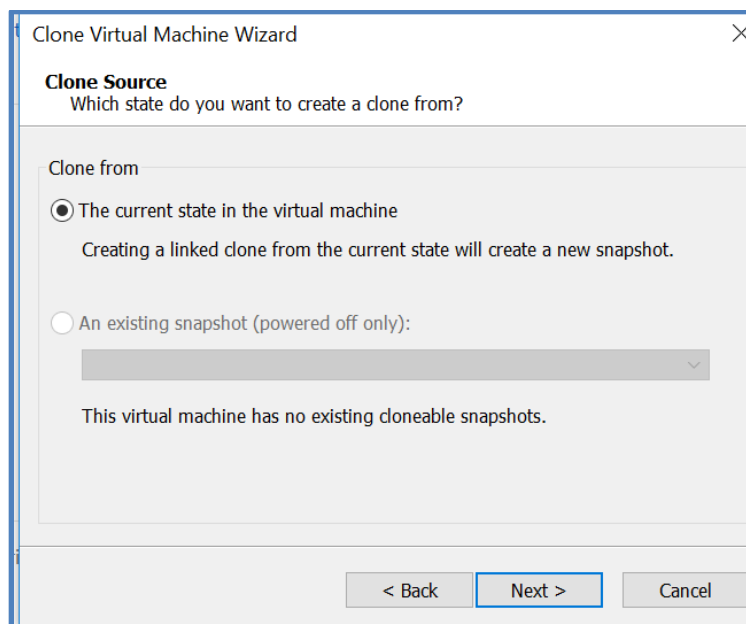 Clone Virtual Machine Wizard
Clone Source
Which state do you want to create a clone from?
Clone from
The current state in the virtual machine
Creating a linked clone from the current state will create a new snapshot.
An existing snapshot (powered off only):
This virtual machine has no existing cloneable snapshots.
< Back Next > Cancel